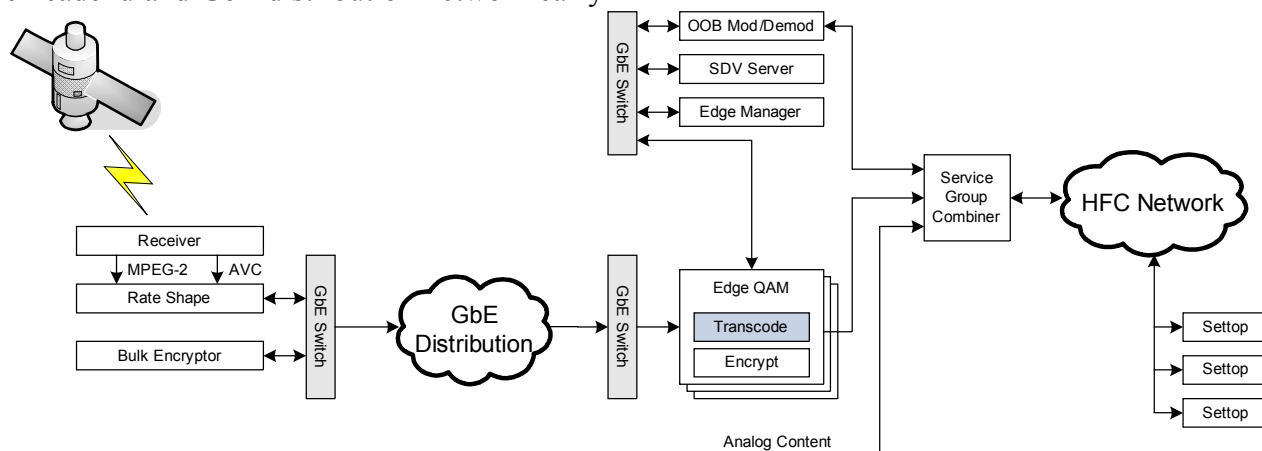 OOB Mod/Demod
SDV Server
Edge Manager
GbE Switch
Service
Group
Combiner
HFC Network
Receiver
MPEG-2
AVC
Rate Shape
Bulk Encryptor
GbE Switch
GbE
Distribution
GbE Switch
Edge QAM
Transcode
Encrypt
Settop
Settop
Settop
Analog Content